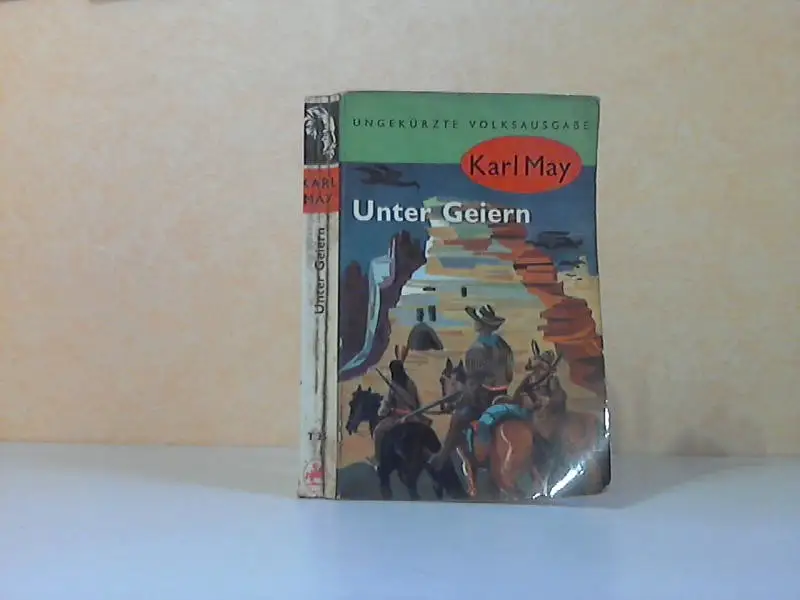 UNGEKÜRZTE VOLKSAUSGABE
Karl May
Unter Geiern
KARL
MAY
Unter Geiern